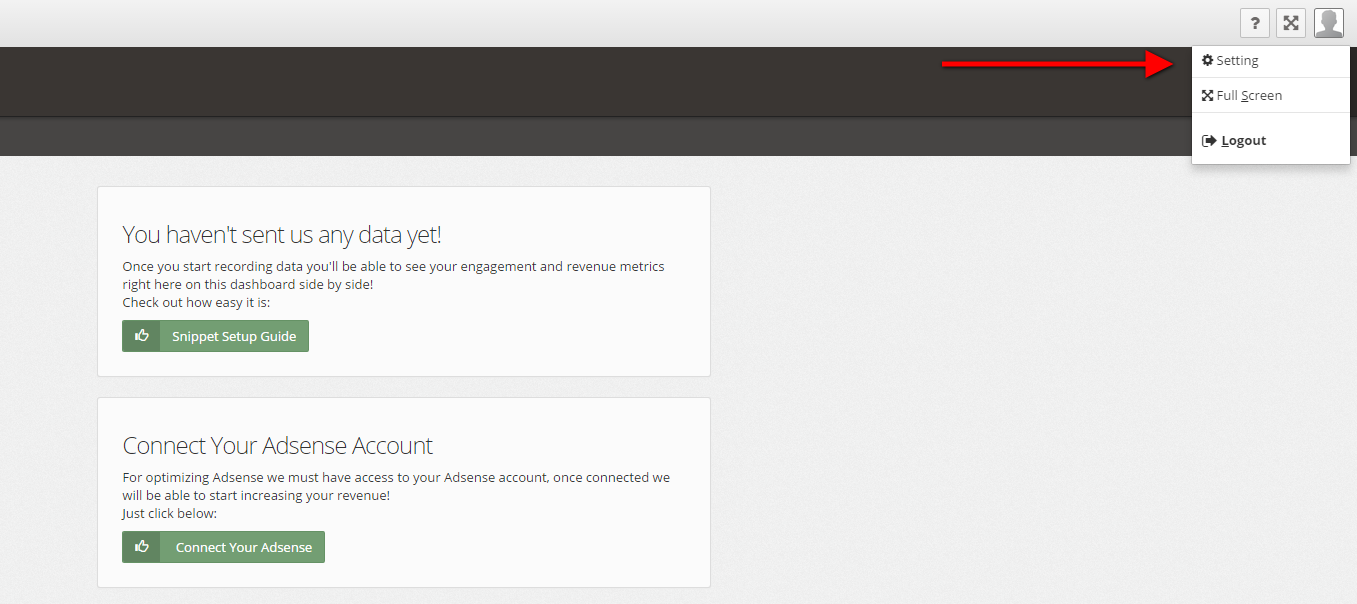 ?
Setting
Full Screen
Logout
You haven't sent us any data yet!
Once you start recording data you'll be able to see your engagement and revenue metrics
right here on this dashboard side by side!
Check out how easy it is:
Snippet Setup Guide
Connect Your Adsense Account
For optimizing Adsense we must have access to your Adsense account, once connected we
will be able to start increasing your revenue!
Just click below:
Connect Your Adsense